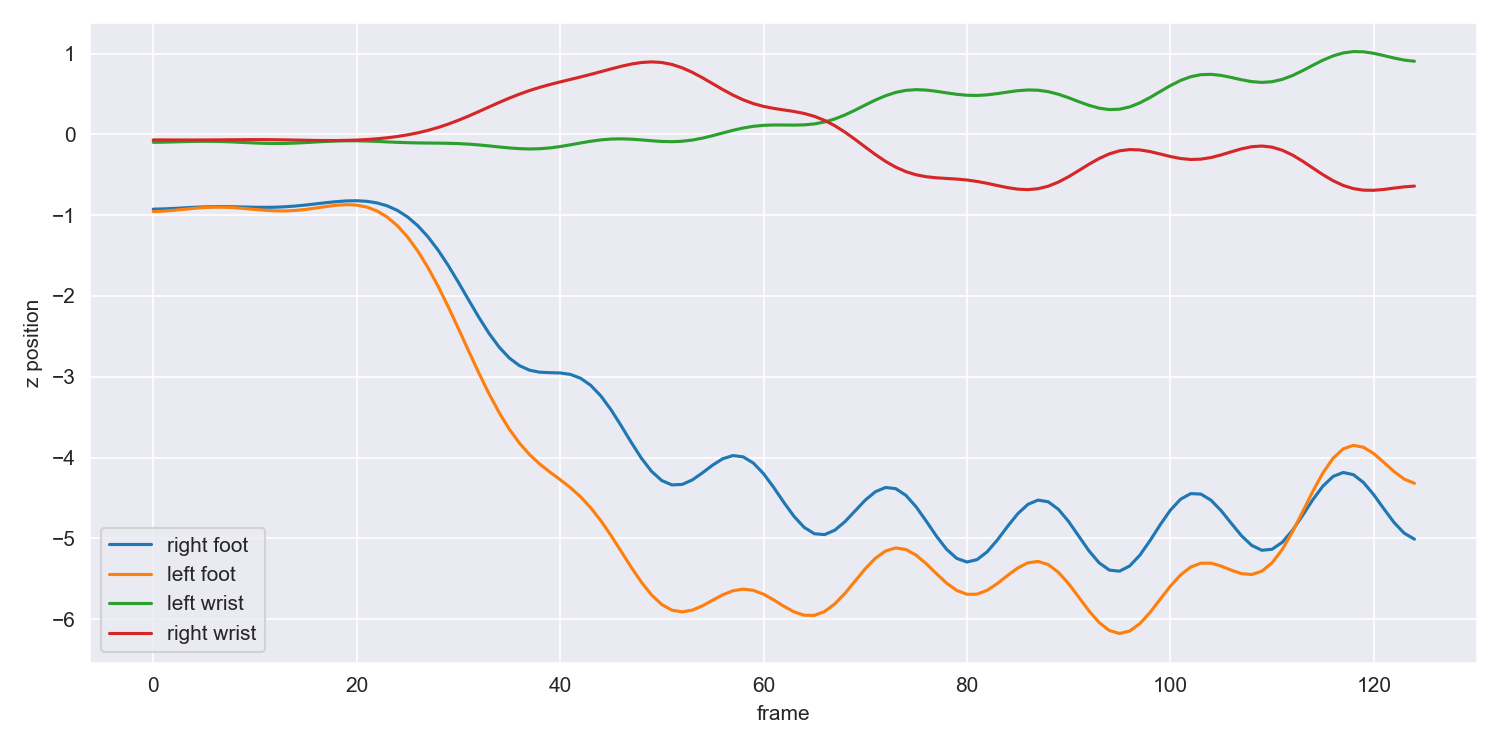 1
0
−1
−2
−3
−4
−5
−6
z position
right foot
left foot
left wrist
right wrist
0 20 40 60 80 100 120
frame